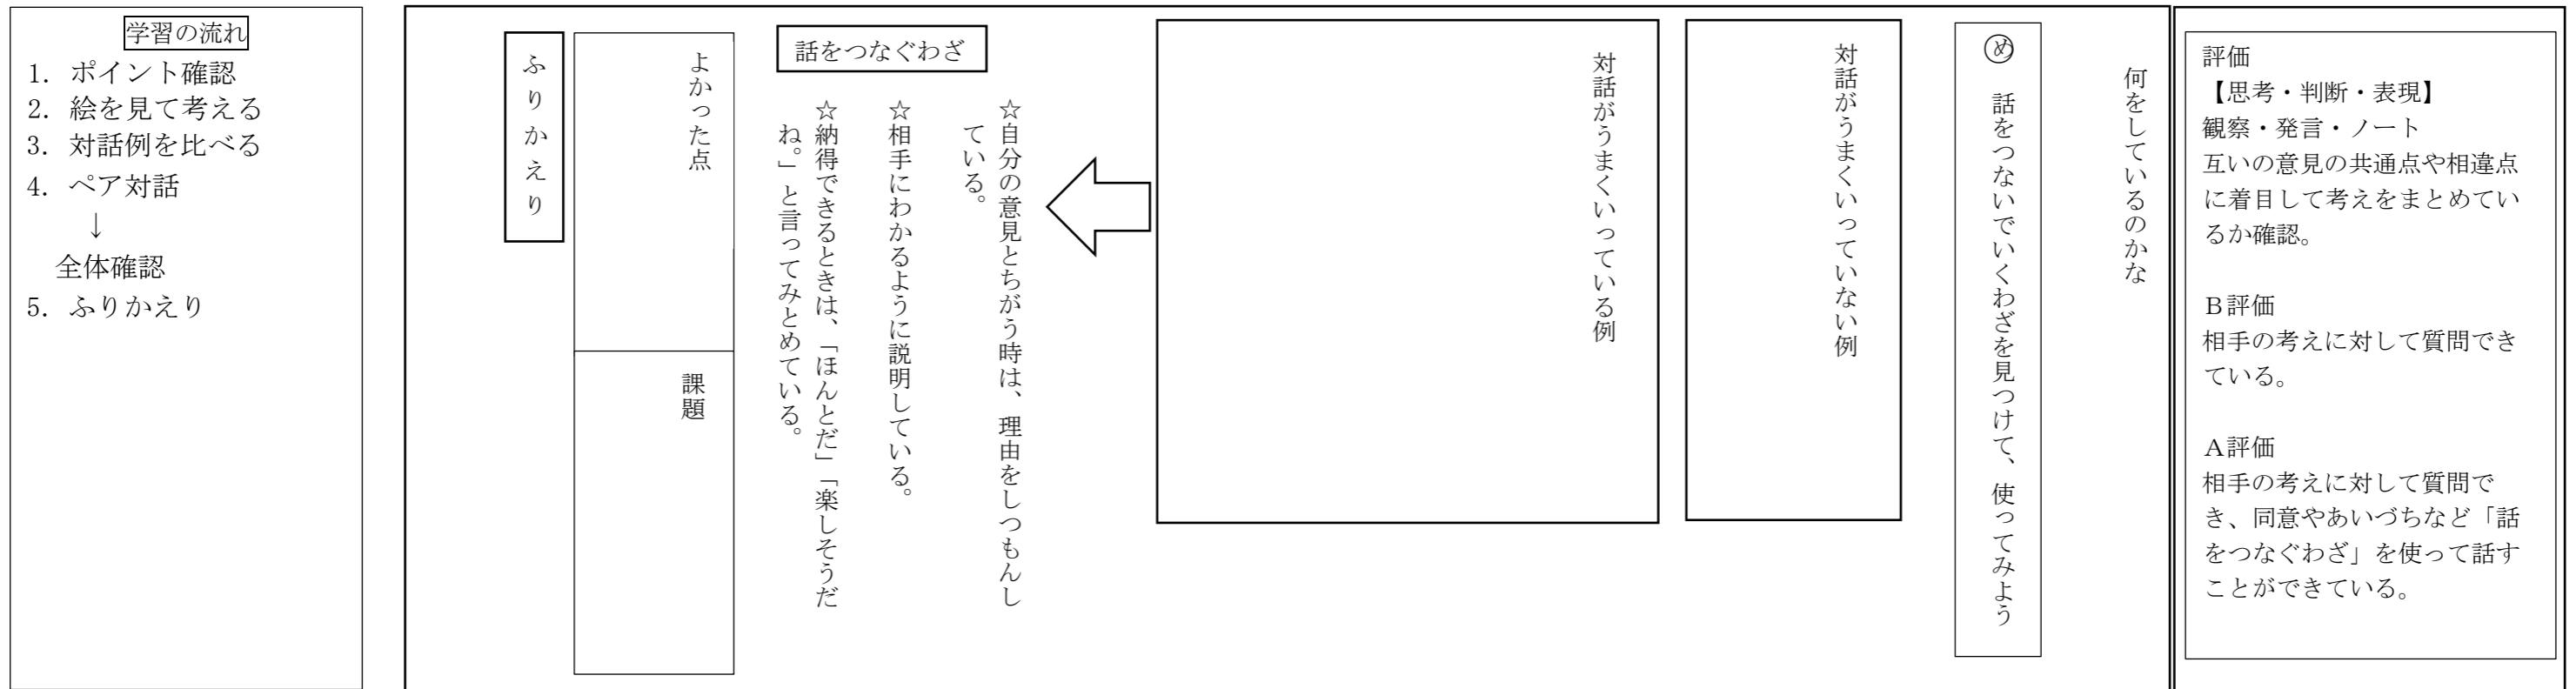 学習の流れ
1. ポイント確認
2. 絵を見て考える
3. 対話例を比べる
4. ペア対話
↓
全体確認
5. ふりかえり
何をしているのかな
め 話をつないでいくわざを見つけて、使ってみよう
対話がうまくいっていない例
対話がうまくいっている例
話をつなぐわざ
☆自分の意見とちがう時は、理由をしつもんし
ている。
☆相手にわかるように説明している。
☆納得できるときは、「ほんとだ」「楽しそうだ
ね。」と言ってみとめている。
よかった点
課題
ふりかえり
評価
【思考・判断・表現】
観察・発言・ノート
互いの意見の共通点や相違点
に着目して考えをまとめてい
るか確認。
B評価
相手の考えに対して質問でき
ている。
A評価
相手の考えに対して質問で
き、同意やあいづちなど「話
をつなぐわざ」を使って話す
ことができている。